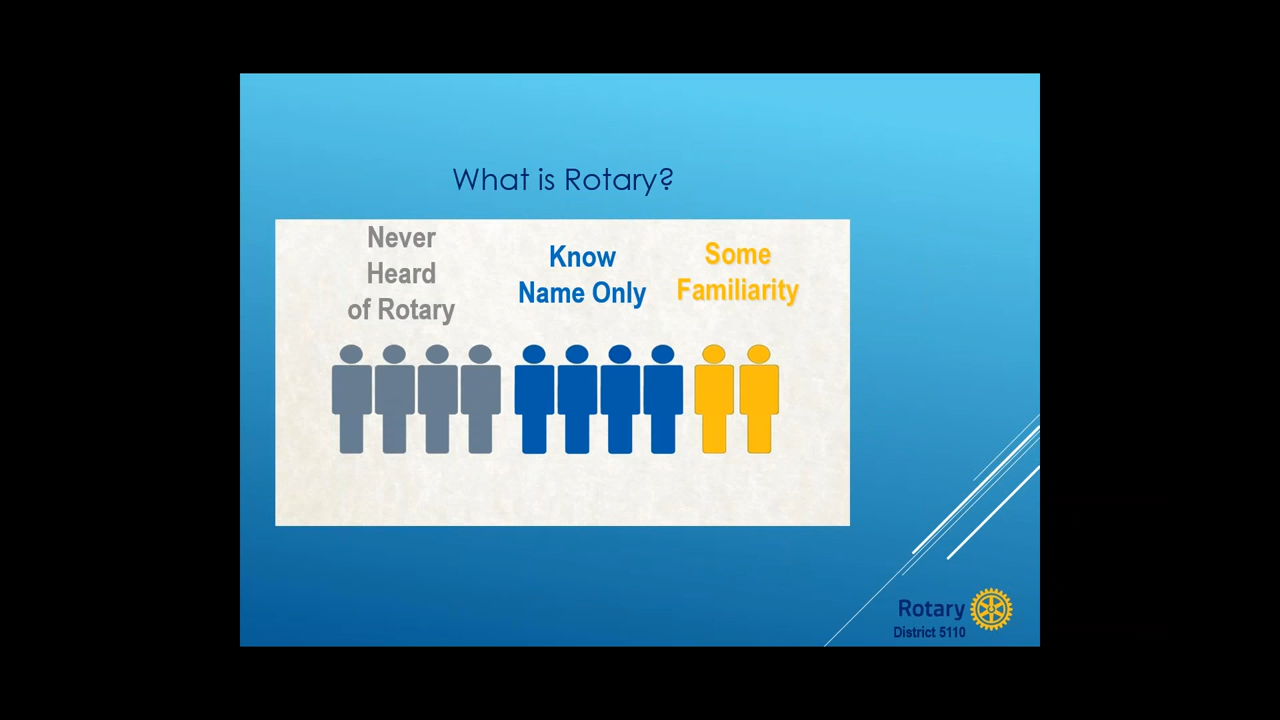 What is Rotary?
Never
Heard
of Rotary
Know
Name Only
Some
Familiarity
Rotary
District 5110